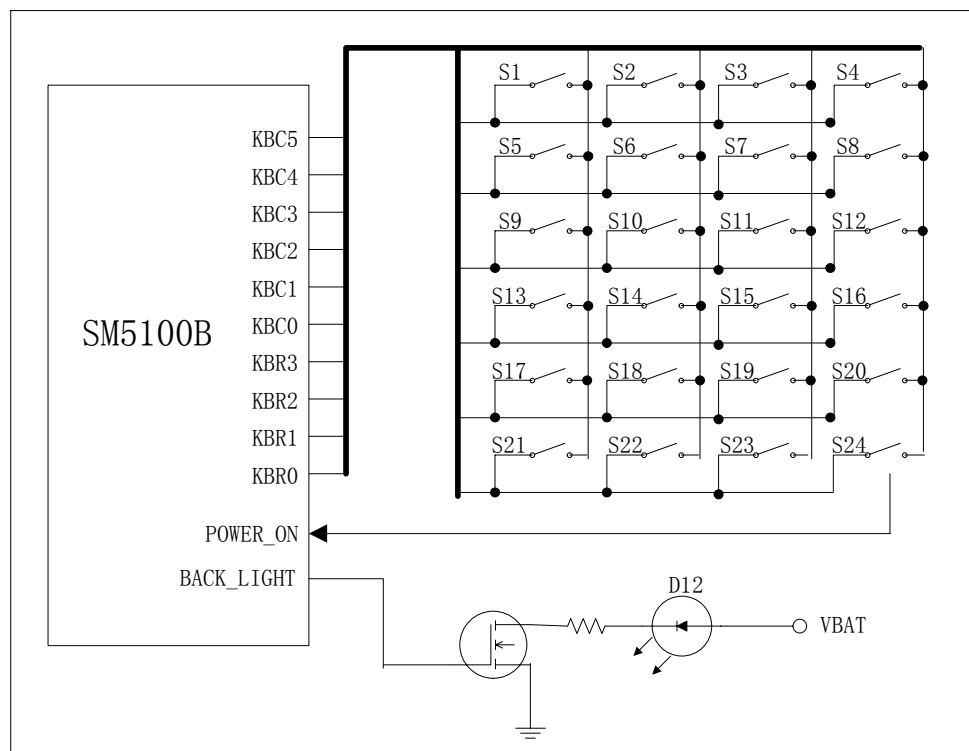 S1 S2 S3 S4
KBC5
S5 S6 S7 S8
KBC4
KBC3
S9 S10 S11 S12
KBC2
KBC1
S13 S14 S15 S16
KBC0
SM5100B
KBR3
S17 S18 S19 S20
KBR2
KBR1
S21 S22 S23 S24
KBR0
POWER_ON
BACK_LIGHT
D12
VBAT